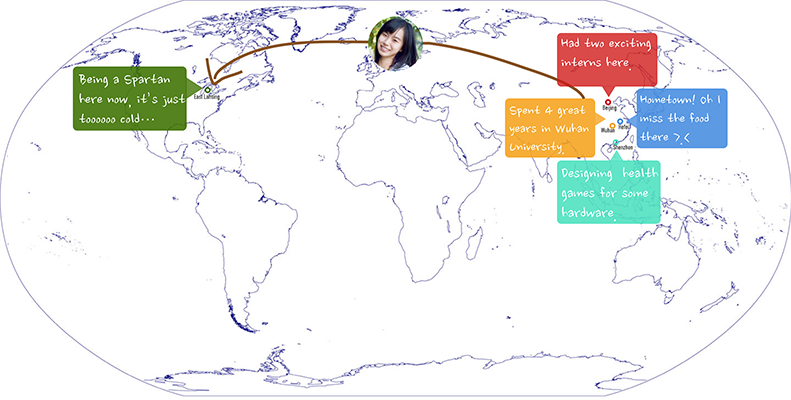 Had two exciting
interns here.
Being a Spartan
here now, it's just
toooooo cold...
East Lansing
Beijing
Spent 4 great
years in Wuhan
University.
Hometown! Oh I
miss the food
there >.<
Hefei
Wuhan
Shenzhen
Designing health
games for some
hardware.